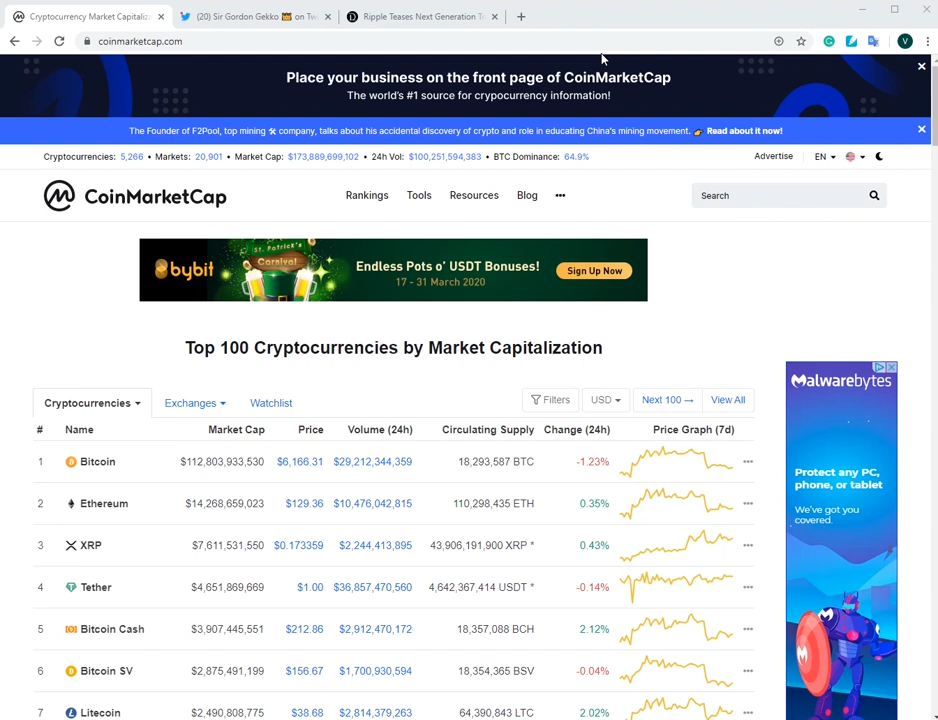 Cryptocurrency Market Capitaliza
(20) Sir Gordon Gekko on Tw
Ripple Teases Next Generation T
coinmarketcap.com
V
Place your business on the front page of CoinMarketCap
The world's #1 source for crypocurrency information!
The Founder of F2Pool, top mining 🛠 company, talks about his accidental discovery of crypto and role in educating China's mining movement. 👉 Read about it now!
Cryptocurrencies: 5,266 • Markets: 20,901 • Market Cap: $173,889,699,102 • 24h Vol: $100,251,594,383 • BTC Dominance: 64.9%
Advertise EN
CoinMarketCap
Rankings Tools Resources Blog •••
Search
St. Patrick's
Carnival
bybit
Endless Pots o' USDT Bonuses!
17 - 31 March 2020
Sign Up Now
Top 100 Cryptocurrencies by Market Capitalization
Cryptocurrencies Exchanges Watchlist
Filters USD Next 100 → View All
# Name Market Cap Price Volume (24h) Circulating Supply Change (24h) Price Graph (7d)
1 Bitcoin $112,803,933,530 $6,166.31 $29,212,344,359 18,293,587 BTC -1.23%
2 Ethereum $14,268,659,023 $129.36 $10,476,042,815 110,298,435 ETH 0.35%
3 XRP $7,611,531,550 $0.173359 $2,244,413,895 43,906,191,900 XRP * 0.43%
4 Tether $4,651,869,669 $1.00 $36,857,470,560 4,642,367,414 USDT * -0.14%
5 Bitcoin Cash $3,907,445,551 $212.86 $2,912,470,172 18,357,088 BCH 2.12%
6 Bitcoin SV $2,875,491,199 $156.67 $1,700,930,594 18,354,365 BSV -0.04%
7 Litecoin $2,490,808,775 $38.68 $2,814,379,263 64,390,843 LTC 2.02%
Malwarebytes
Protect any PC,
phone, or tablet
We've got you
covered.